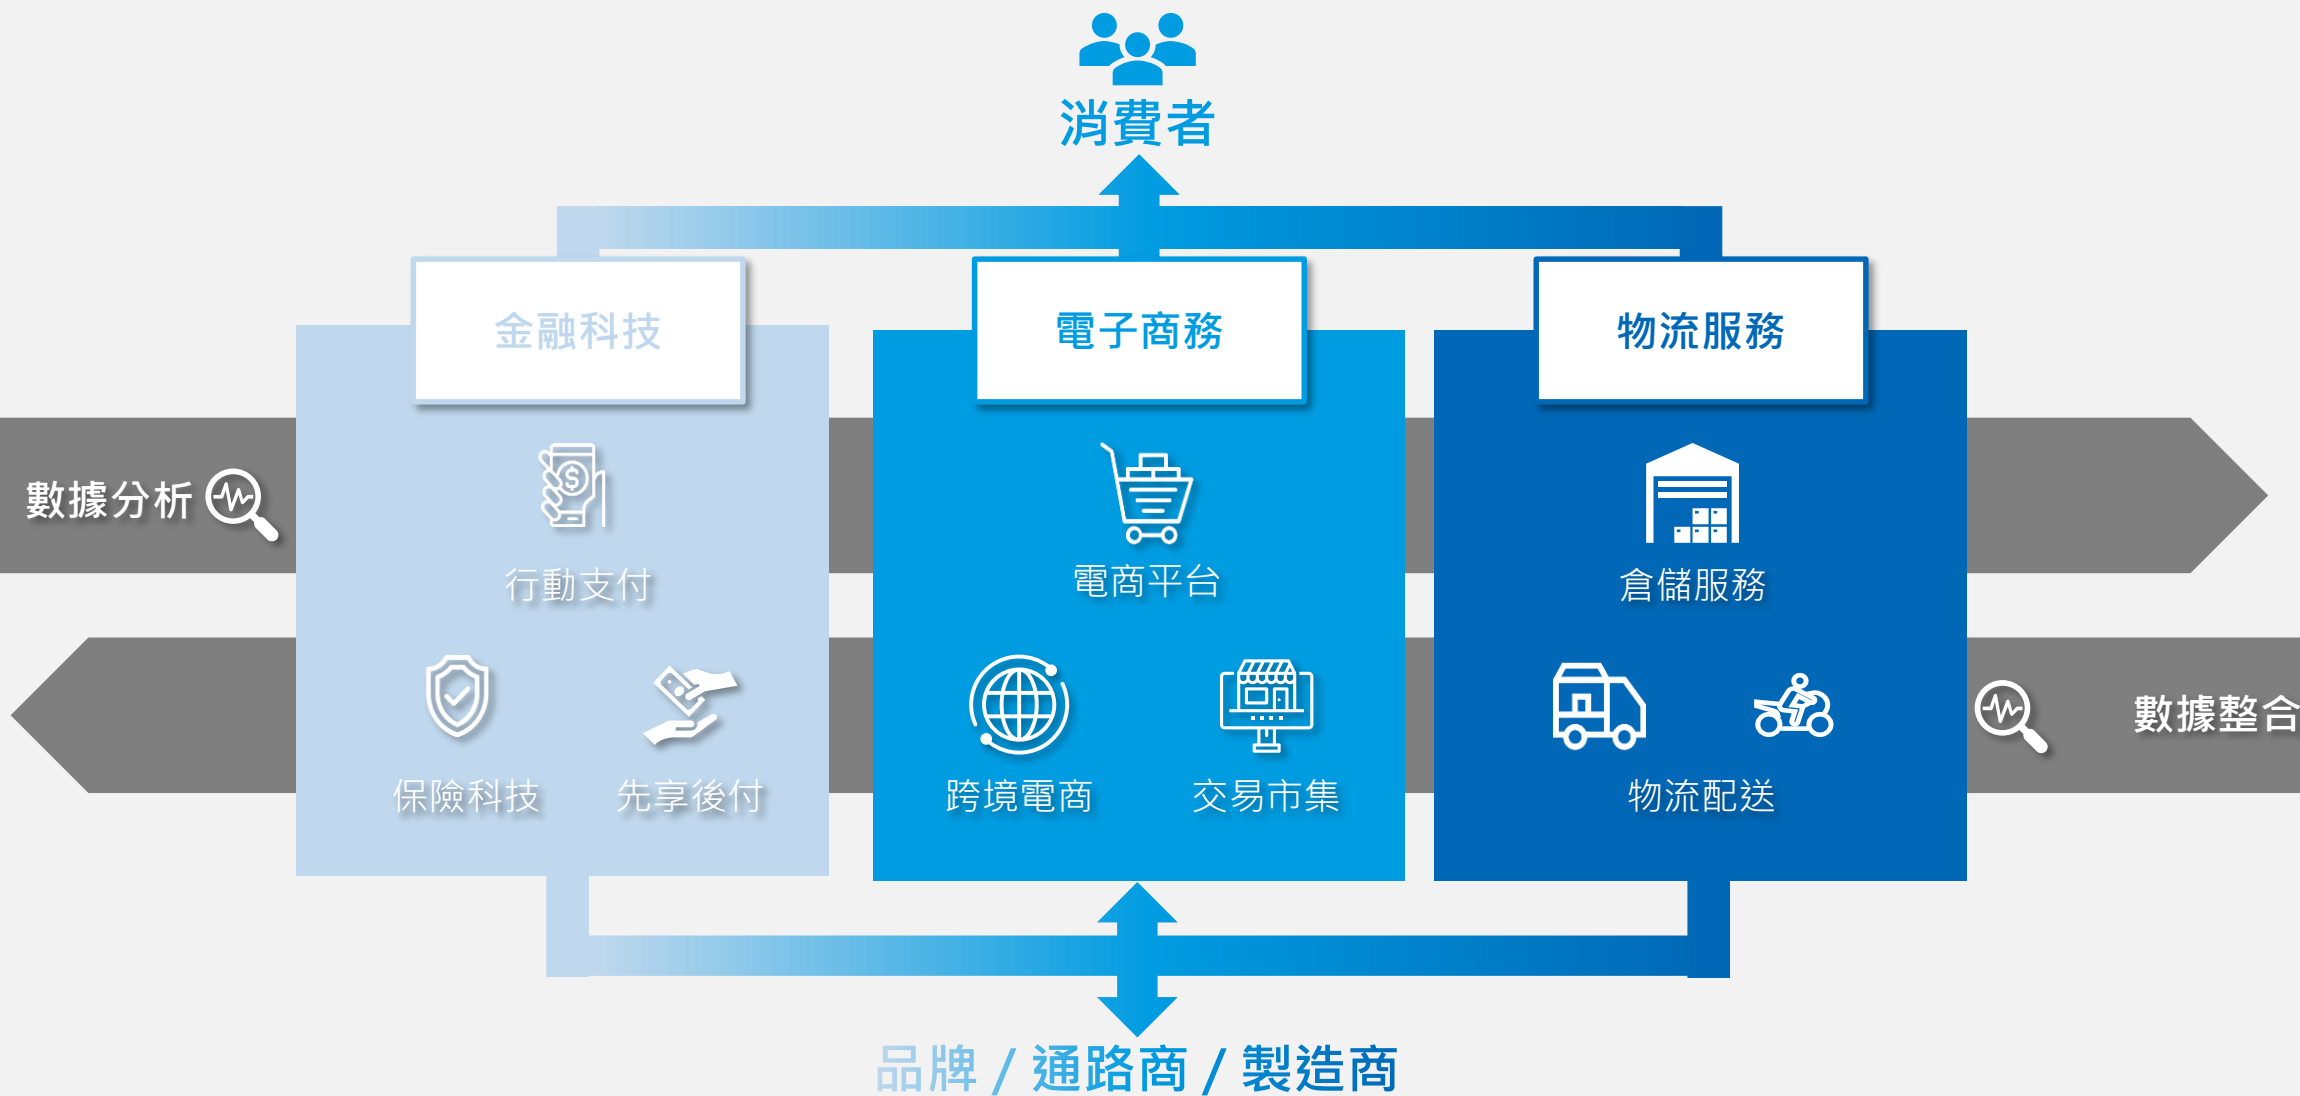 消費者
金融科技
電子商務
物流服務
數據分析
行動支付
電商平台
倉儲服務
數據整合
保險科技
先享後付
跨境電商
交易市集
物流配送
品牌 / 通路商 / 製造商